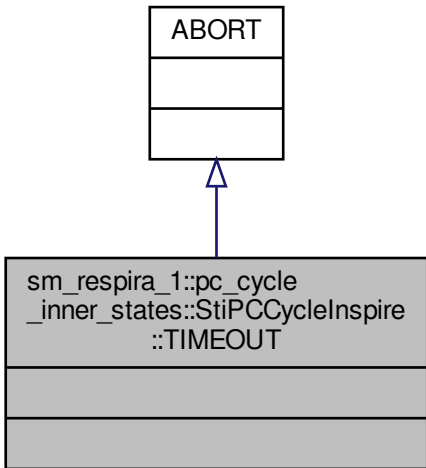 ABORT
sm_respira_1::pc_cycle
_inner_states::StiPCCycleInspire
::TIMEOUT